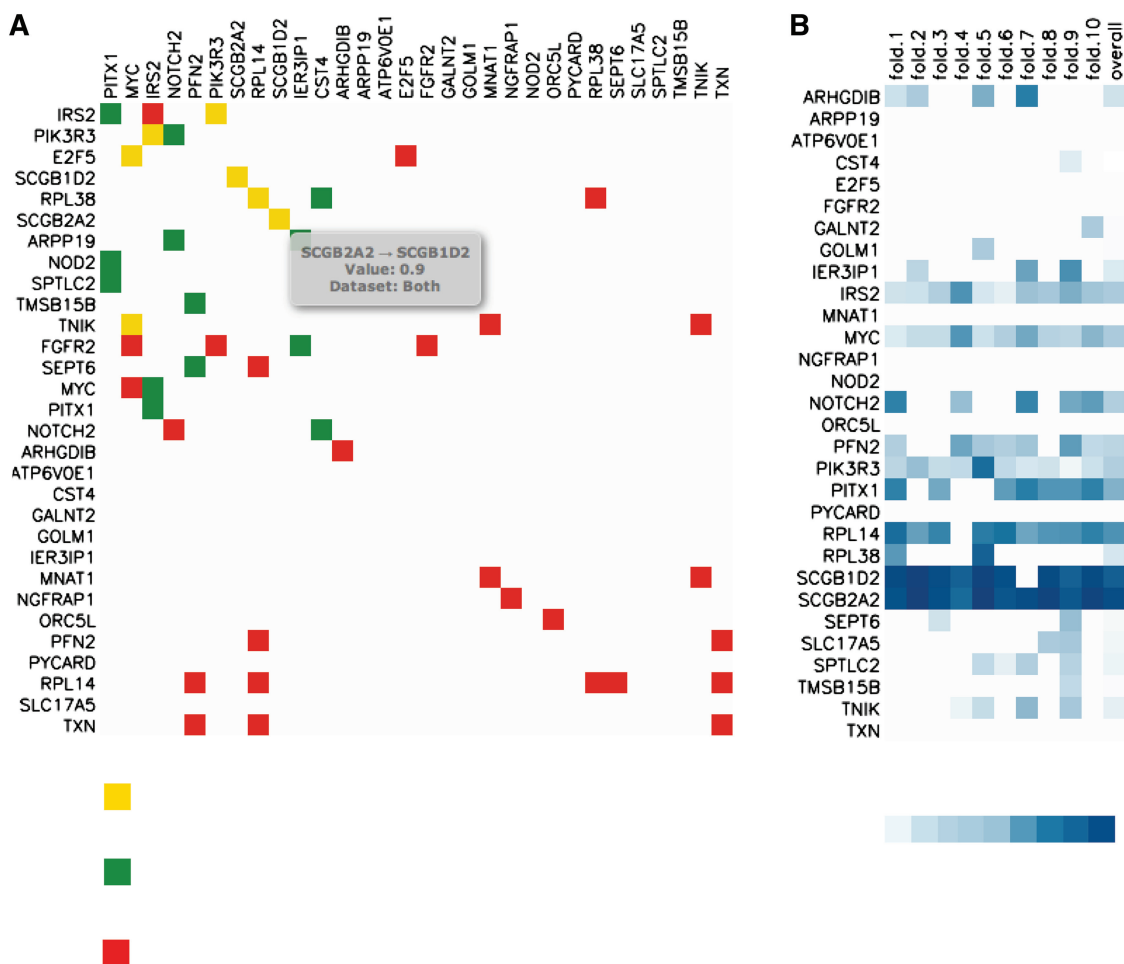 A
PITX1
MYC
IRS2
NOTCH2
PFN2
PIK3R3
SCGB2A2
RPL14
SCGB1D2
IER3IP1
CST4
ARHGDIB
ARPP19
ATP6V0E1
E2F5
FGFR2
GALNT2
GOLM1
MNAT1
NGFRAP1
NOD2
ORC5L
PYCARD
RPL38
SEPT6
SLC17A5
SPTLC2
TMSB15B
TNIK
TXN
IRS2
PIK3R3
E2F5
SCGB1D2
RPL38
SCGB2A2
ARPP19
NOD2
SPTLC2
TMSB15B
TNIK
FGFR2
SEPT6
MYC
PITX1
NOTCH2
ARHGDIB
ATP6V0E1
CST4
GALNT2
GOLM1
IER3IP1
MNAT1
NGFRAP1
ORC5L
PFN2
PYCARD
RPL14
SLC17A5
TXN
SCGB2A2 → SCGB1D2
Value: 0.9
Dataset: Both
B
fold.1
fold.2
fold.3
fold.4
fold.5
fold.6
fold.7
fold.8
fold.9
fold.10
overall
ARHGDIB
ARPP19
ATP6V0E1
CST4
E2F5
FGFR2
GALNT2
GOLM1
IER3IP1
IRS2
MNAT1
MYC
NGFRAP1
NOD2
NOTCH2
ORC5L
PFN2
PIK3R3
PITX1
PYCARD
RPL14
RPL38
SCGB1D2
SCGB2A2
SEPT6
SLC17A5
SPTLC2
TMSB15B
TNIK
TXN